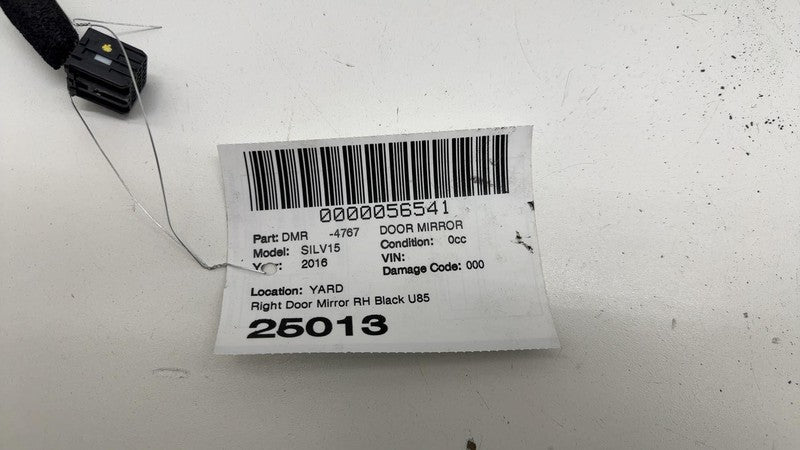 0000056541
Part: DMR -4767 DOOR MIRROR
Model: SILV15 Condition: 0cc
2016 VIN:
Damage Code: 000
Location: YARD
Right Door Mirror RH Black U85
25013